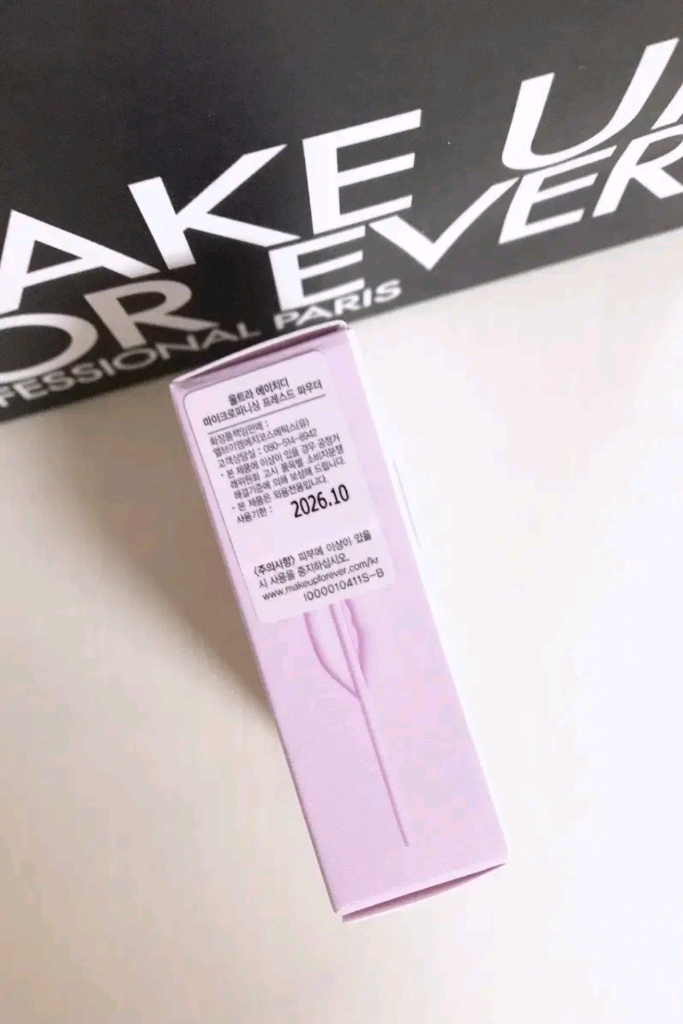 AKE U
OR EVER
FESSIONAL PARIS
울트라 에이치디
마이크로피니싱 프레스드 파우더
화장품책임판매 :
엘브이엠에치코스메틱스(유)
고객상담실 : 080-514-8942
* 본 제품에 이상이 있을 경우 공정거
래위원회 고시 품목별 소비자분쟁
해결기준에 의해 보상해 드립니다.
* 본 제품은 외용전용입니다.
사용기한 : 2026.10
<주의사항> 피부에 이상이 있을
시 사용을 중지하십시오.
www.makeupforever.com/kr
I000010411S-B